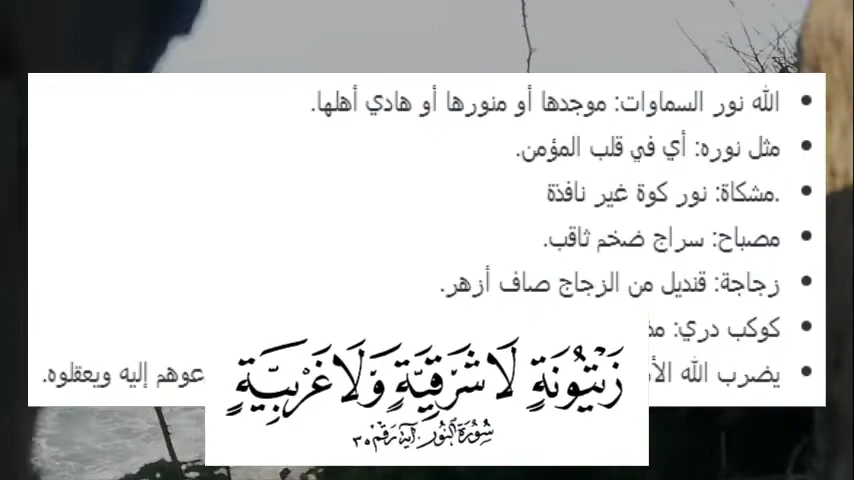 الله نور السماوات: موجدها أو منورها أو هادي أهلها.
مثل نوره: أي في قلب المؤمن.
.مشكاة: نور كوة غير نافذة
مصباح: سراج ضخم ثاقب.
زجاجة: قنديل من الزجاج صاف أزهر.
كوكب دري:
يضرب الله
إليه ويعقلوه.
زَيْتُونَةٍ لَا شَرْقِيَّةٍ وَلَا غَرْبِيَّةٍ
سُورَةُ النُّور . آية رقم ٣٥